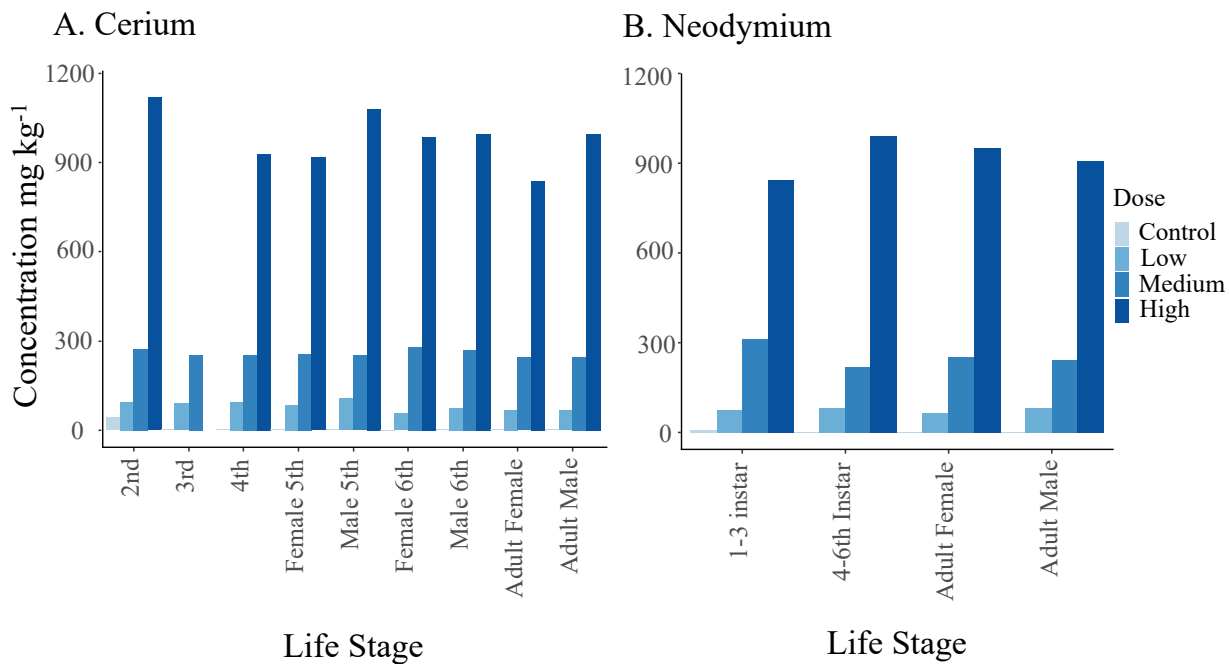 A. Cerium
B. Neodymium
Concentration mg kg⁻¹
1200
900
600
300
0
2nd
3rd
4th
Female 5th
Male 5th
Female 6th
Male 6th
Adult Female
Adult Male
Life Stage
1200
900
600
300
0
1-3 instar
4-6th Instar
Adult Female
Adult Male
Life Stage
Dose
Control
Low
Medium
High